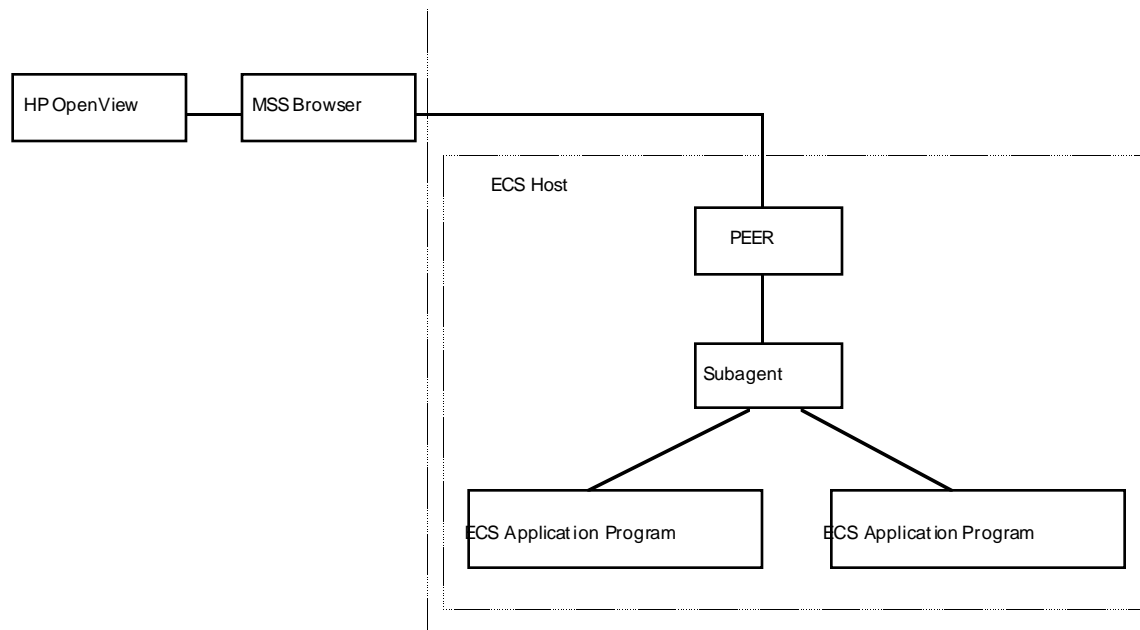 HP OpenView
MSS Browser
ECS Host
PEER
Subagent
ECS Application Program
ECS Application Program